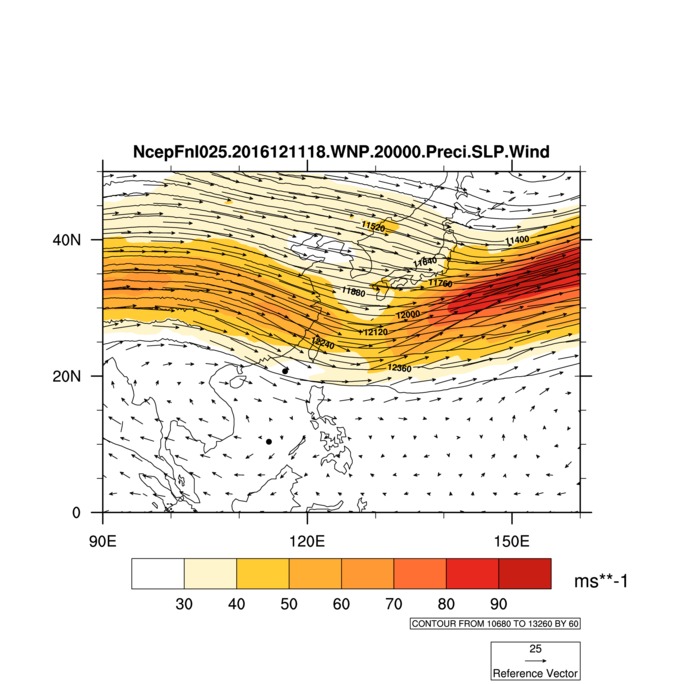 NcepFnl025.2016121118.WNP.20000.Preci.SLP.Wind
11520
11400
40N
11640
11760
11880
12000
12120
12240
12360
20N
0
90E 120E 150E
ms**-1
30 40 50 60 70 80 90
CONTOUR FROM 10680 TO 13260 BY 60
25
Reference Vector